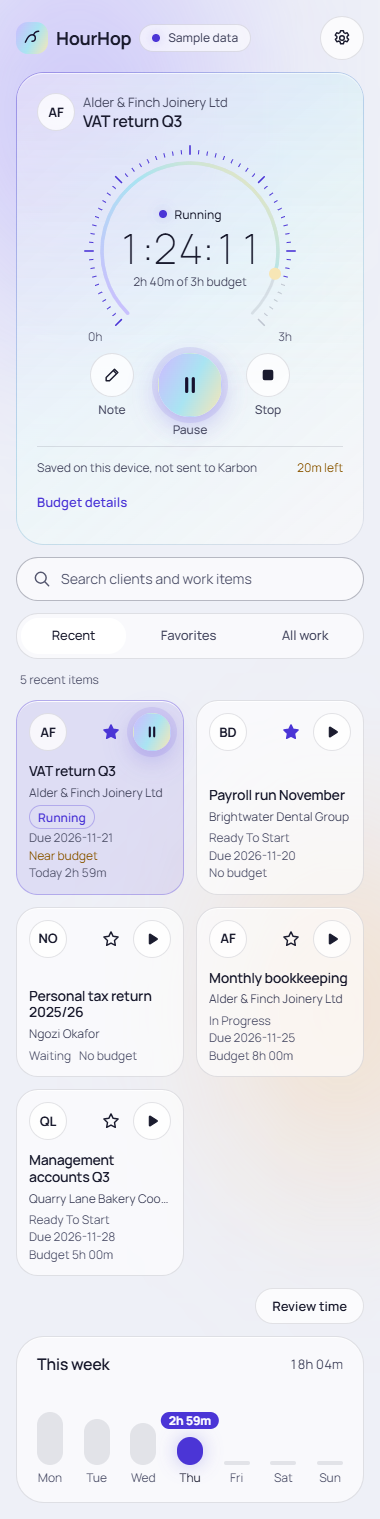 HourHop
Sample data
AF
Alder & Finch Joinery Ltd
VAT return Q3
Running
1:24:11
2h 40m of 3h budget
0h
3h
Note
Pause
Stop
Saved on this device, not sent to Karbon
20m left
Budget details
Search clients and work items
Recent
Favorites
All work
5 recent items
AF
VAT return Q3
Alder & Finch Joinery Ltd
Running
Due 2026-11-21
Near budget
Today 2h 59m
BD
Payroll run November
Brightwater Dental Group
Ready To Start
Due 2026-11-20
No budget
NO
Personal tax return
2025/26
Ngozi Okafor
Waiting No budget
AF
Monthly bookkeeping
Alder & Finch Joinery Ltd
In Progress
Due 2026-11-25
Budget 8h 00m
QL
Management
accounts Q3
Quarry Lane Bakery Coo...
Ready To Start
Due 2026-11-28
Budget 5h 00m
Review time
This week
18h 04m
2h 59m
Mon
Tue
Wed
Thu
Fri
Sat
Sun